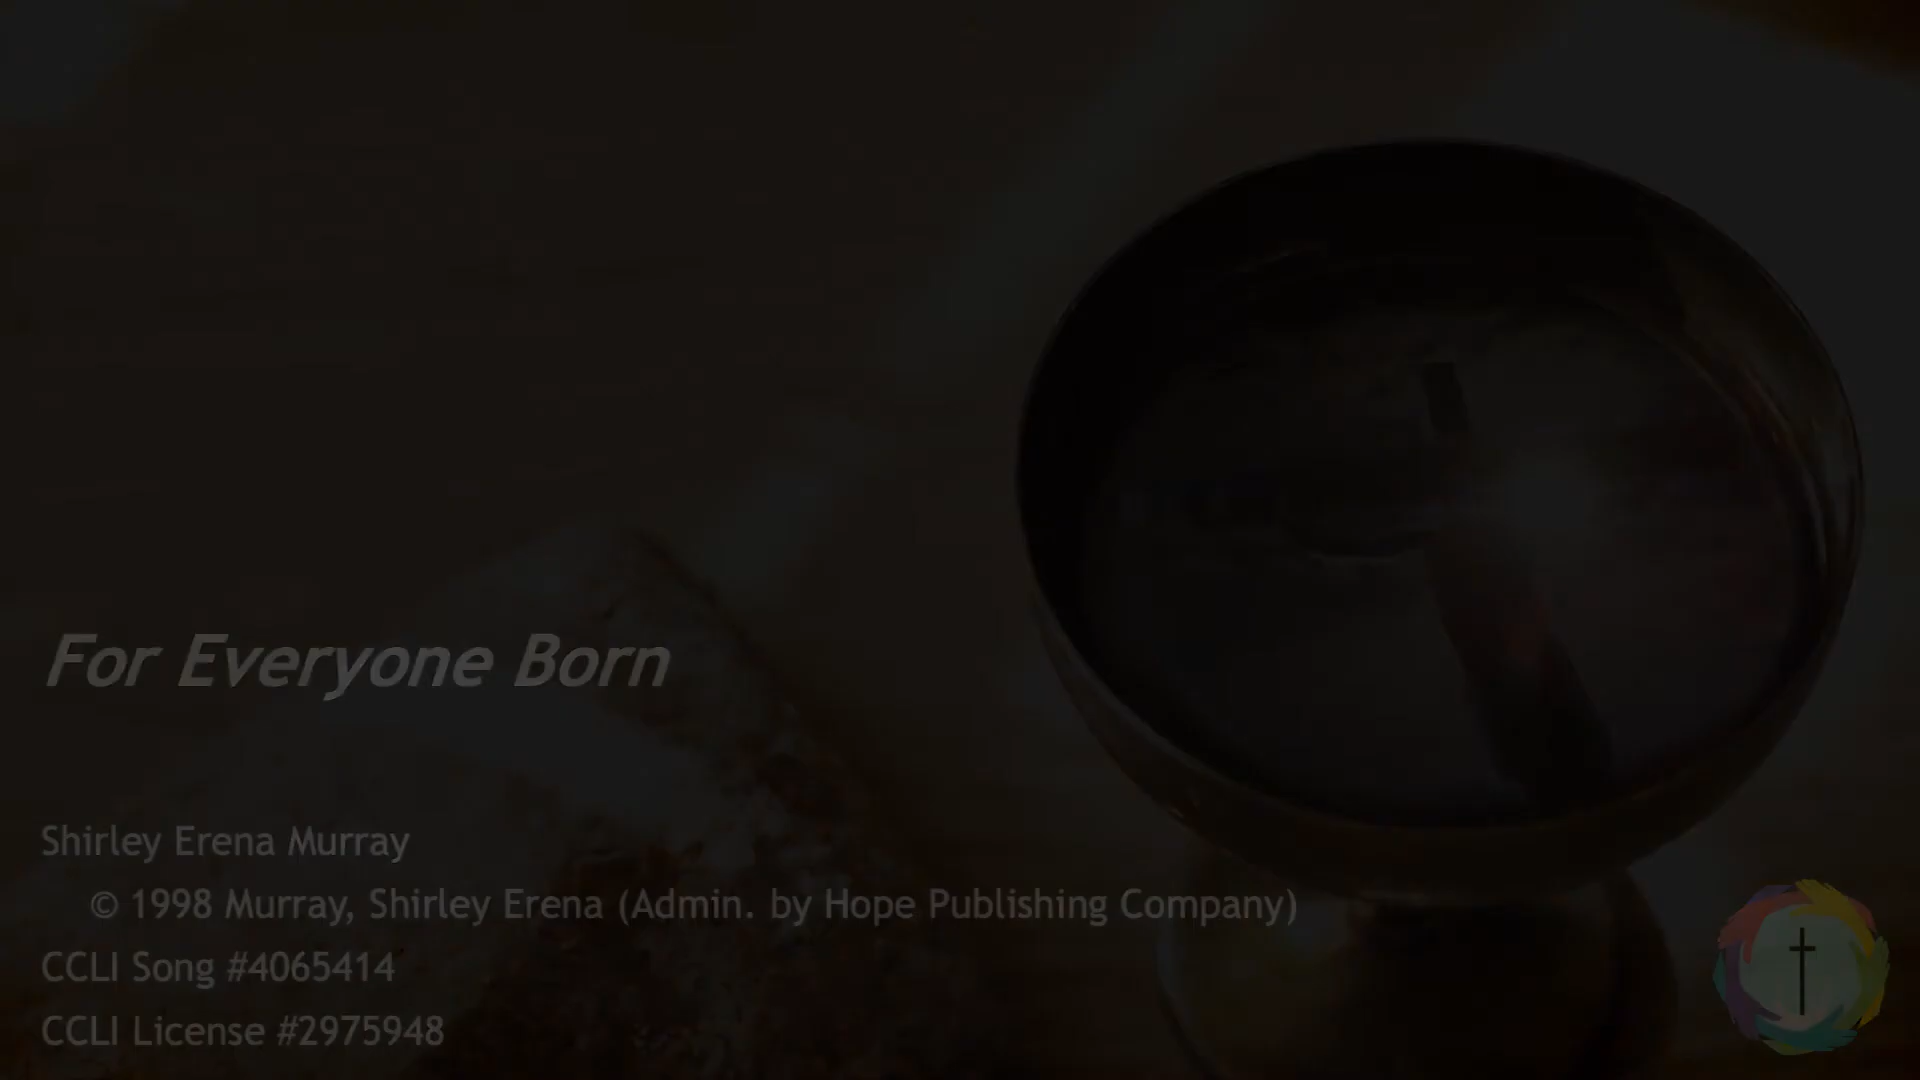 For Everyone Born
Shirley Erena Murray
© 1998 Murray, Shirley Erena (Admin. by Hope Publishing Company)
CCLI Song #4065414
CCLI License #2975948